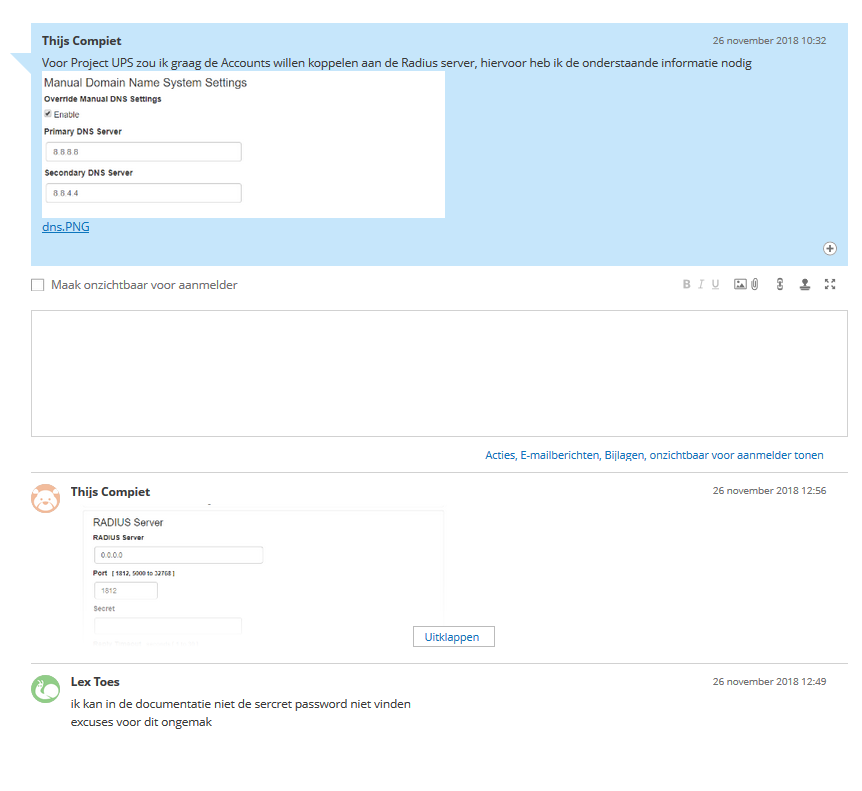 Thijs Compiet 26 november 2018 10:32
Voor Project UPS zou ik graag de Accounts willen koppelen aan de Radius server, hiervoor heb ik de onderstaande informatie nodig
Manual Domain Name System Settings
Override Manual DNS Settings
Enable
Primary DNS Server
8.8.8.8
Secondary DNS Server
8.8.4.4
dns.PNG
Maak onzichtbaar voor aanmelder B I U
Acties, E-mailberichten, Bijlagen, onzichtbaar voor aanmelder tonen
Thijs Compiet 26 november 2018 12:56
RADIUS Server
RADIUS Server
0.0.0.0
Port [ 1812, 5000 to 32768 ]
1812
Secret
Uitklappen
Lex Toes 26 november 2018 12:49
ik kan in de documentatie niet de sercret password niet vinden
excuses voor dit ongemak